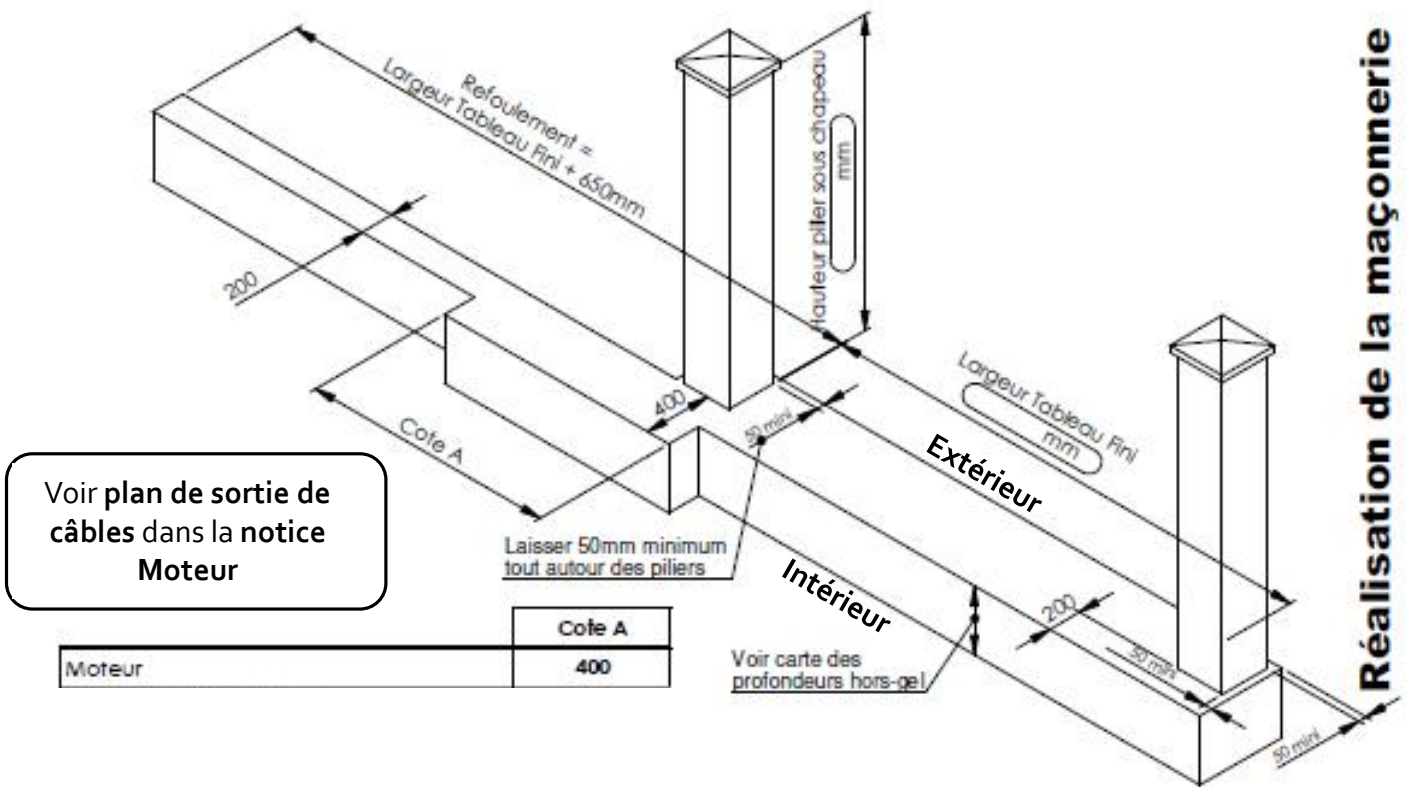 Réalisation de la maçonnerie
Refoulement =
Largeur Tableau Fini + 650mm
Hauteur pilier sous chapeau
mm
200
Largeur Tableau Fini
mm
400
50 mini
Cote A
Extérieur
Voir plan de sortie de
câbles dans la notice
Moteur
Laisser 50mm minimum
tout autour des piliers
Intérieur
200
50 mini
Cote A
Moteur 400
Voir carte des
profondeurs hors-gel
50 mini